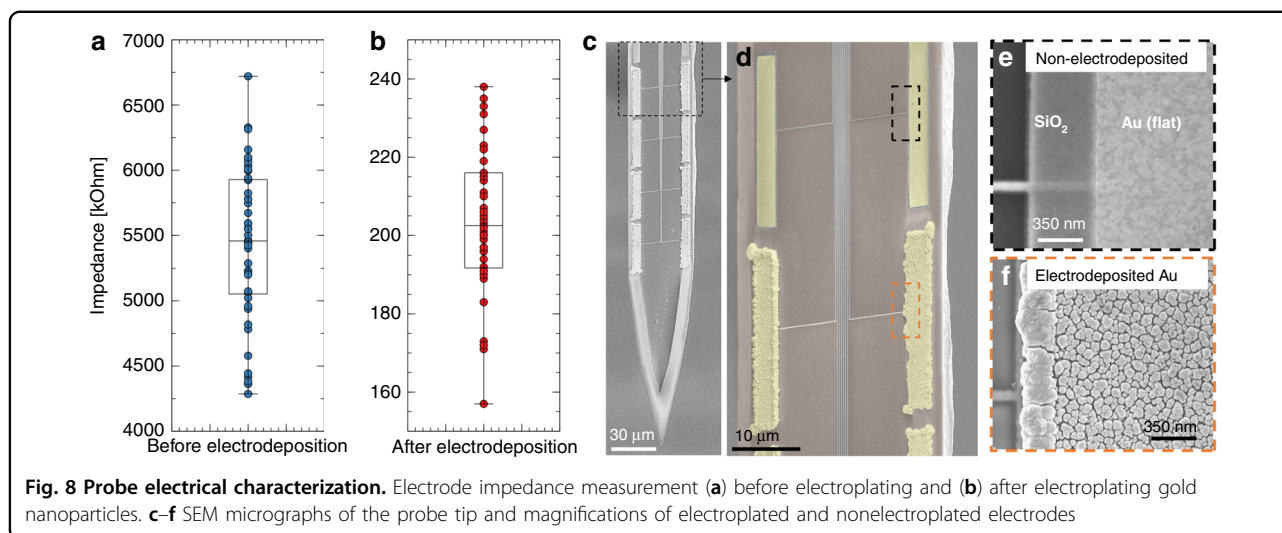 a
7000
6500
6000
5500
5000
4500
4000
Impedance [kOhm]
Before electrodeposition
b
240
220
200
180
160
After electrodeposition
c
30 μm
d
10 μm
e
Non-electrodeposited
SiO2
Au (flat)
350 nm
f
Electrodeposited Au
350 nm
Fig. 8 Probe electrical characterization. Electrode impedance measurement (a) before electroplating and (b) after electroplating gold
nanoparticles. c–f SEM micrographs of the probe tip and magnifications of electroplated and nonelectroplated electrodes